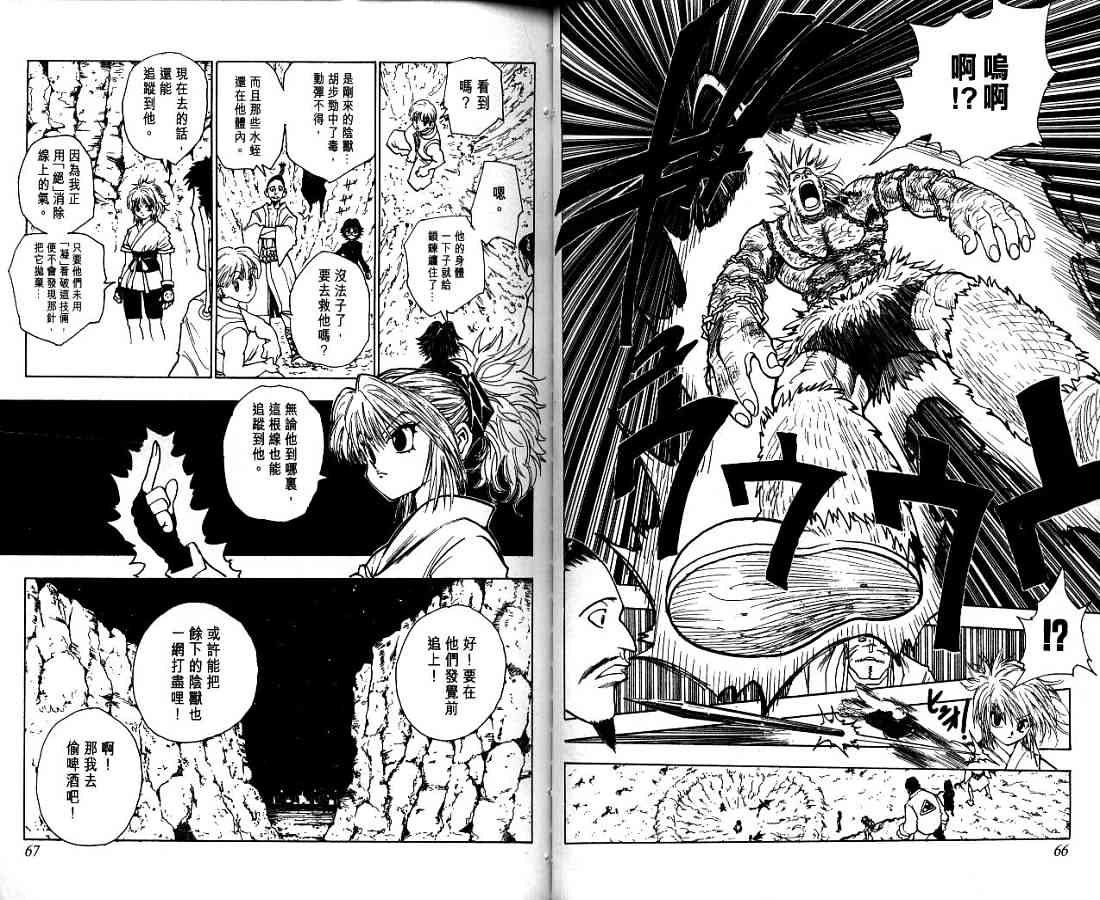 嗚啊
啊!?
ドウウウ
!?
ドォ!
66
看到
嗎？
嗯。
他的身體
一下子就給
鎖鍊纏住了…
是剛來的陰獸…
胡步勁中了毒，
動彈不得，
而且那些水蛭
還在他體內。
沒法子了，
要去救他嗎？
現在去的話，
還能
追蹤到他。
因為我正
用「絕」消除
線上的氣。
只要他們未用
「凝」看破這技倆，
便不會發現那針
把它拋棄…
無論他到哪裏，
這根線也能
追蹤到他。
好！要在
他們發覺前
追上！
或許能把
餘下的陰獸也
一網打盡哩！
啊！
那我去
偷啤酒吧！
67